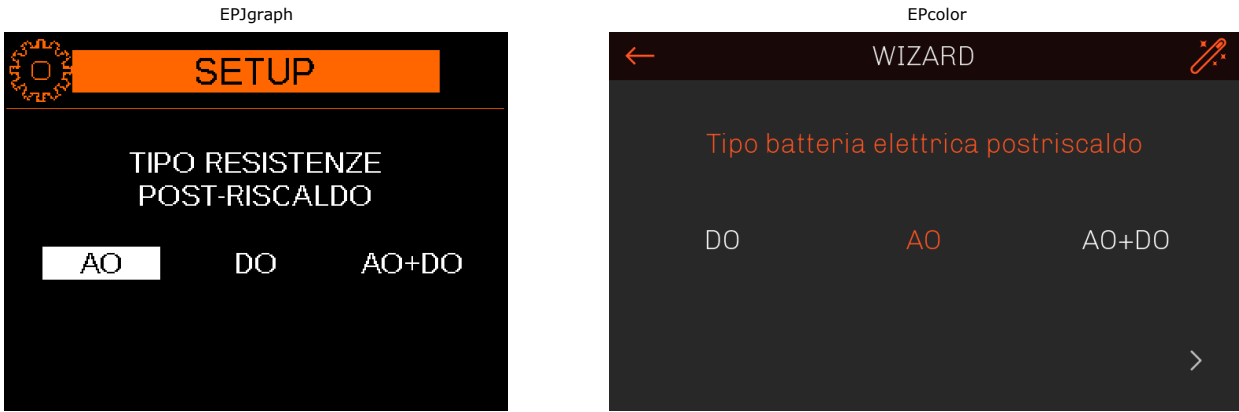 EPJgraph
SETUP
TIPO RESISTENZE
POST-RISCALDO
AO DO AO+DO
EPcolor
WIZARD
Tipo batteria elettrica postriscaldo
DO AO AO+DO